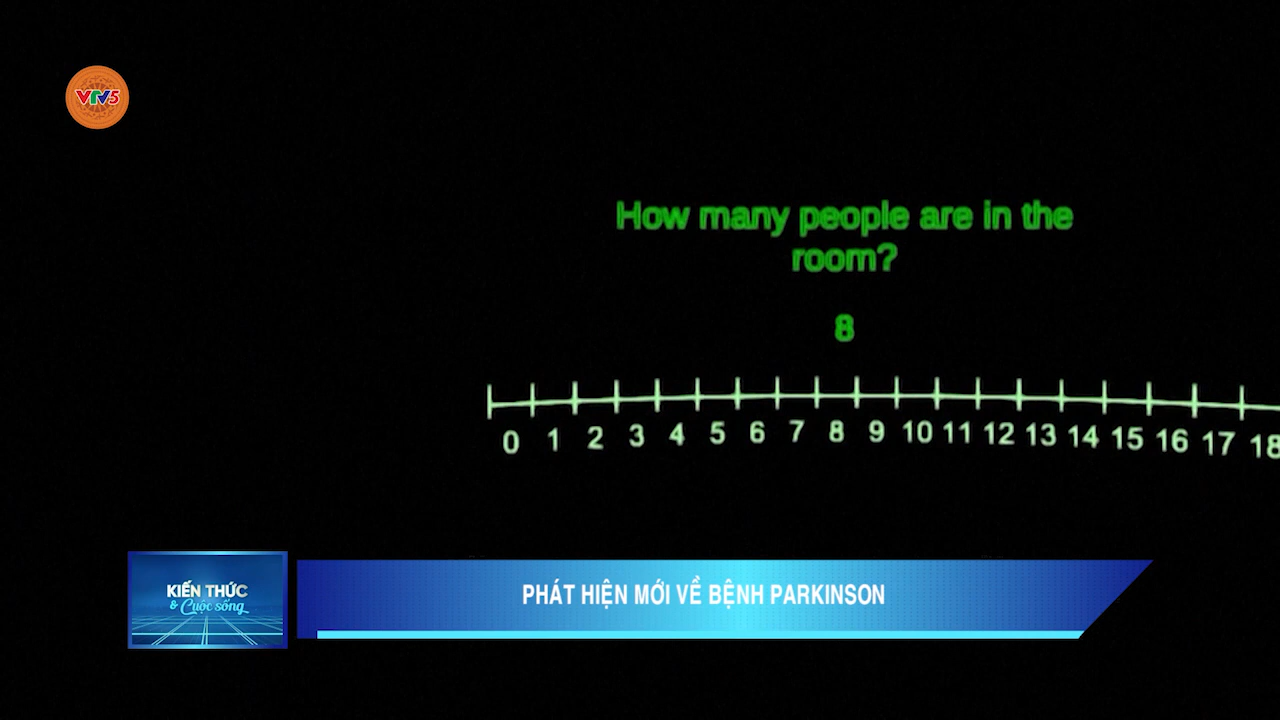 VTV5
How many people are in the
room?
8
0 1 2 3 4 5 6 7 8 9 10 11 12 13 14 15 16 17 18
KIẾN THỨC
& Cuộc sống
PHÁT HIỆN MỚI VỀ BỆNH PARKINSON